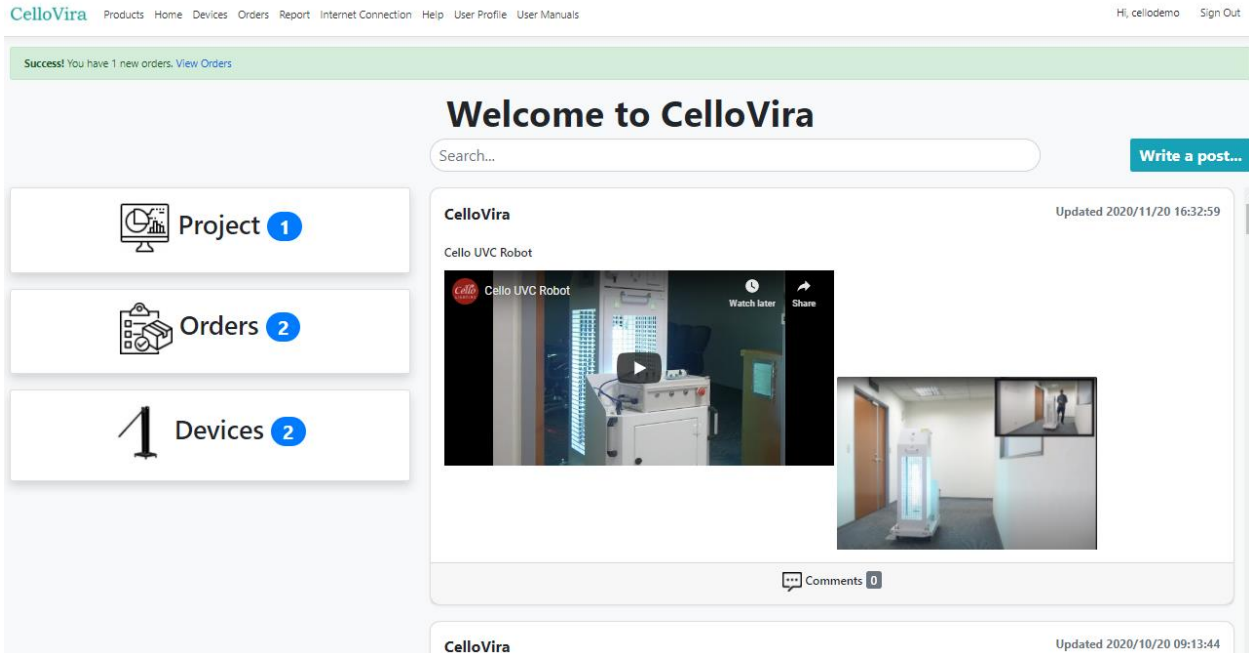 CelloVira Products Home Devices Orders Report Internet Connection Help User Profile User Manuals Hi, cellodemo Sign Out
Success! You have 1 new orders. View Orders
Welcome to CelloVira
Search...
Write a post...
Project 1
Orders 2
Devices 2
CelloVira Updated 2020/11/20 16:32:59
Cello UVC Robot
Cello LIGHTING Cello UVC Robot Watch later Share
Comments 0
CelloVira Updated 2020/10/20 09:13:44